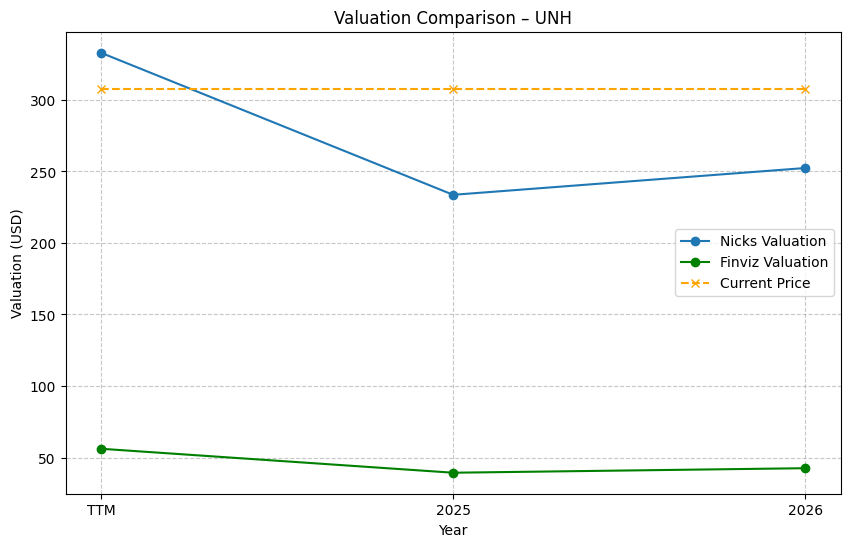 Valuation Comparison – UNH
Valuation (USD)
300
250
200
150
100
50
Nicks Valuation
Finviz Valuation
Current Price
TTM
2025
2026
Year